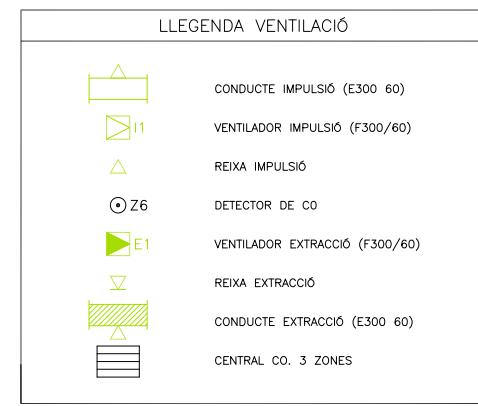 LLEGENDA VENTILACIÓ
CONDUCTE IMPULSIÓ (E300 60)
I1 VENTILADOR IMPULSIÓ (F300/60)
REIXA IMPULSIÓ
Z6 DETECTOR DE CO
E1 VENTILADOR EXTRACCIÓ (F300/60)
REIXA EXTRACCIÓ
CONDUCTE EXTRACCIÓ (E300 60)
CENTRAL CO. 3 ZONES